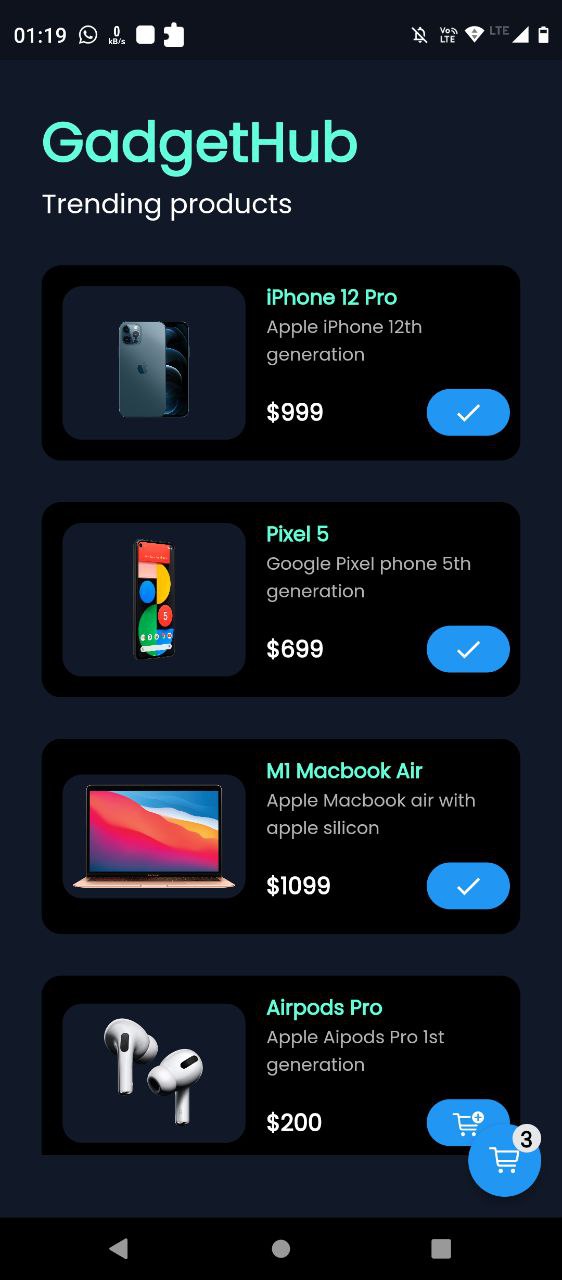 01:19
0
kB/s
Vo
LTE
LTE
GadgetHub
Trending products
iPhone 12 Pro
Apple iPhone 12th
generation
$999
Pixel 5
Google Pixel phone 5th
generation
$699
5
M1 Macbook Air
Apple Macbook air with
apple silicon
$1099
Airpods Pro
Apple Aipods Pro 1st
generation
$200
3